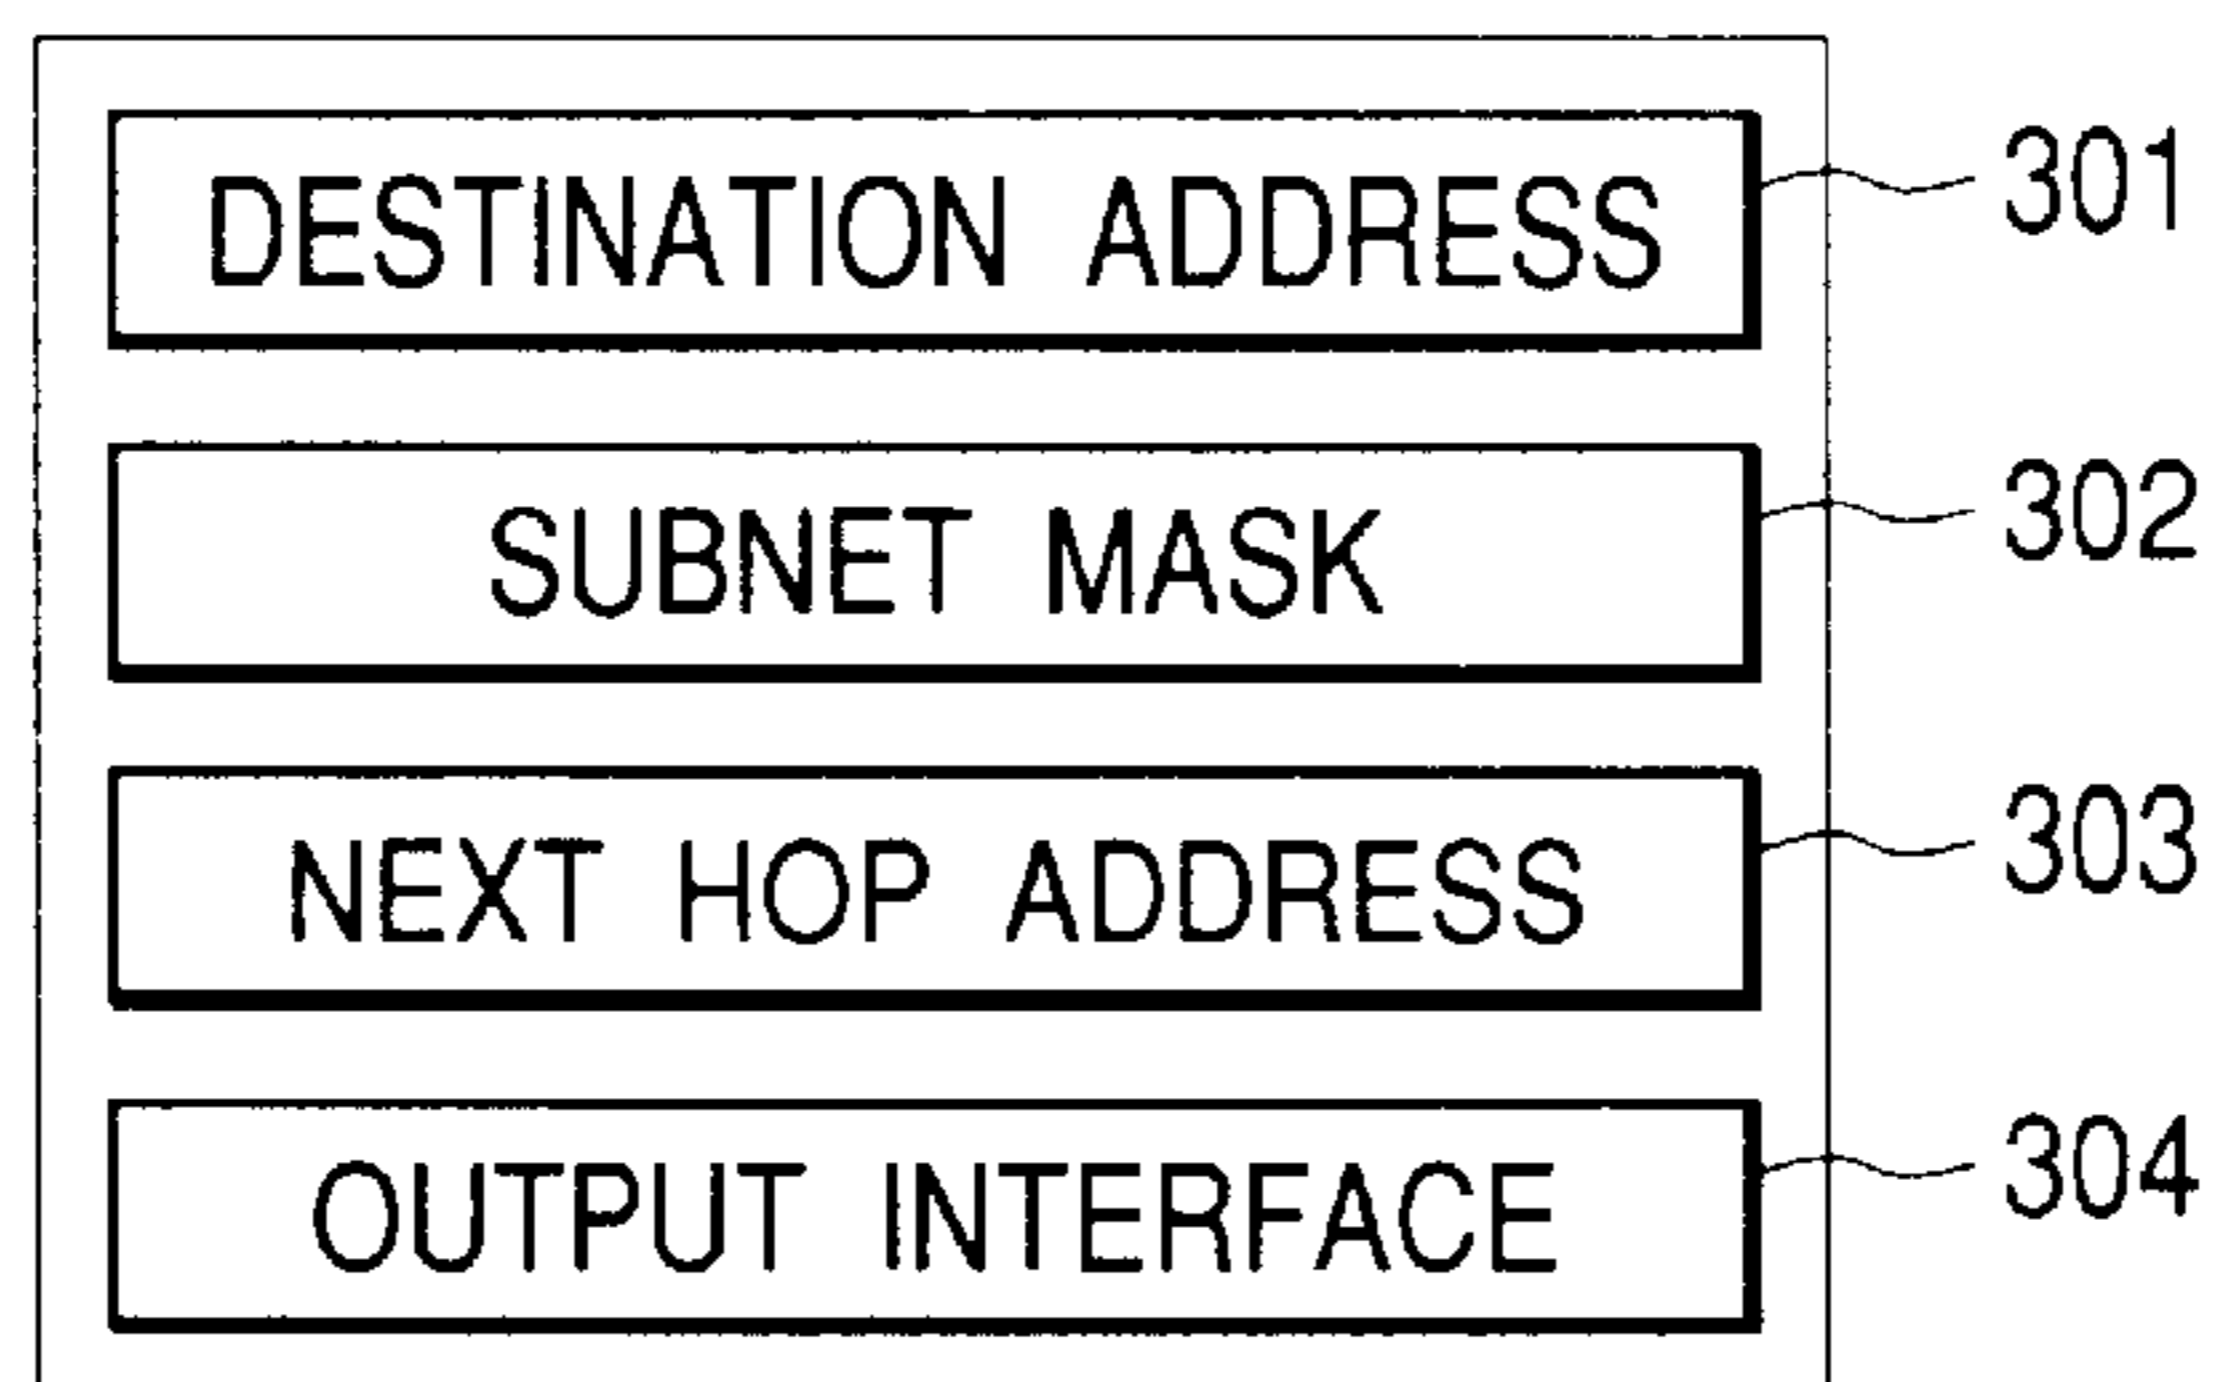 DESTINATION ADDRESS 301
SUBNET MASK 302
NEXT HOP ADDRESS 303
OUTPUT INTERFACE 304